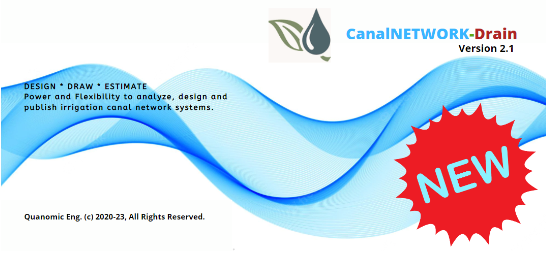 CanalNETWORK-Drain
Version 2.1
DESIGN * DRAW * ESTIMATE
Power and Flexibility to analyze, design and
publish irrigation canal network systems.
NEW
Quanomic Eng. (c) 2020-23, All Rights Reserved.